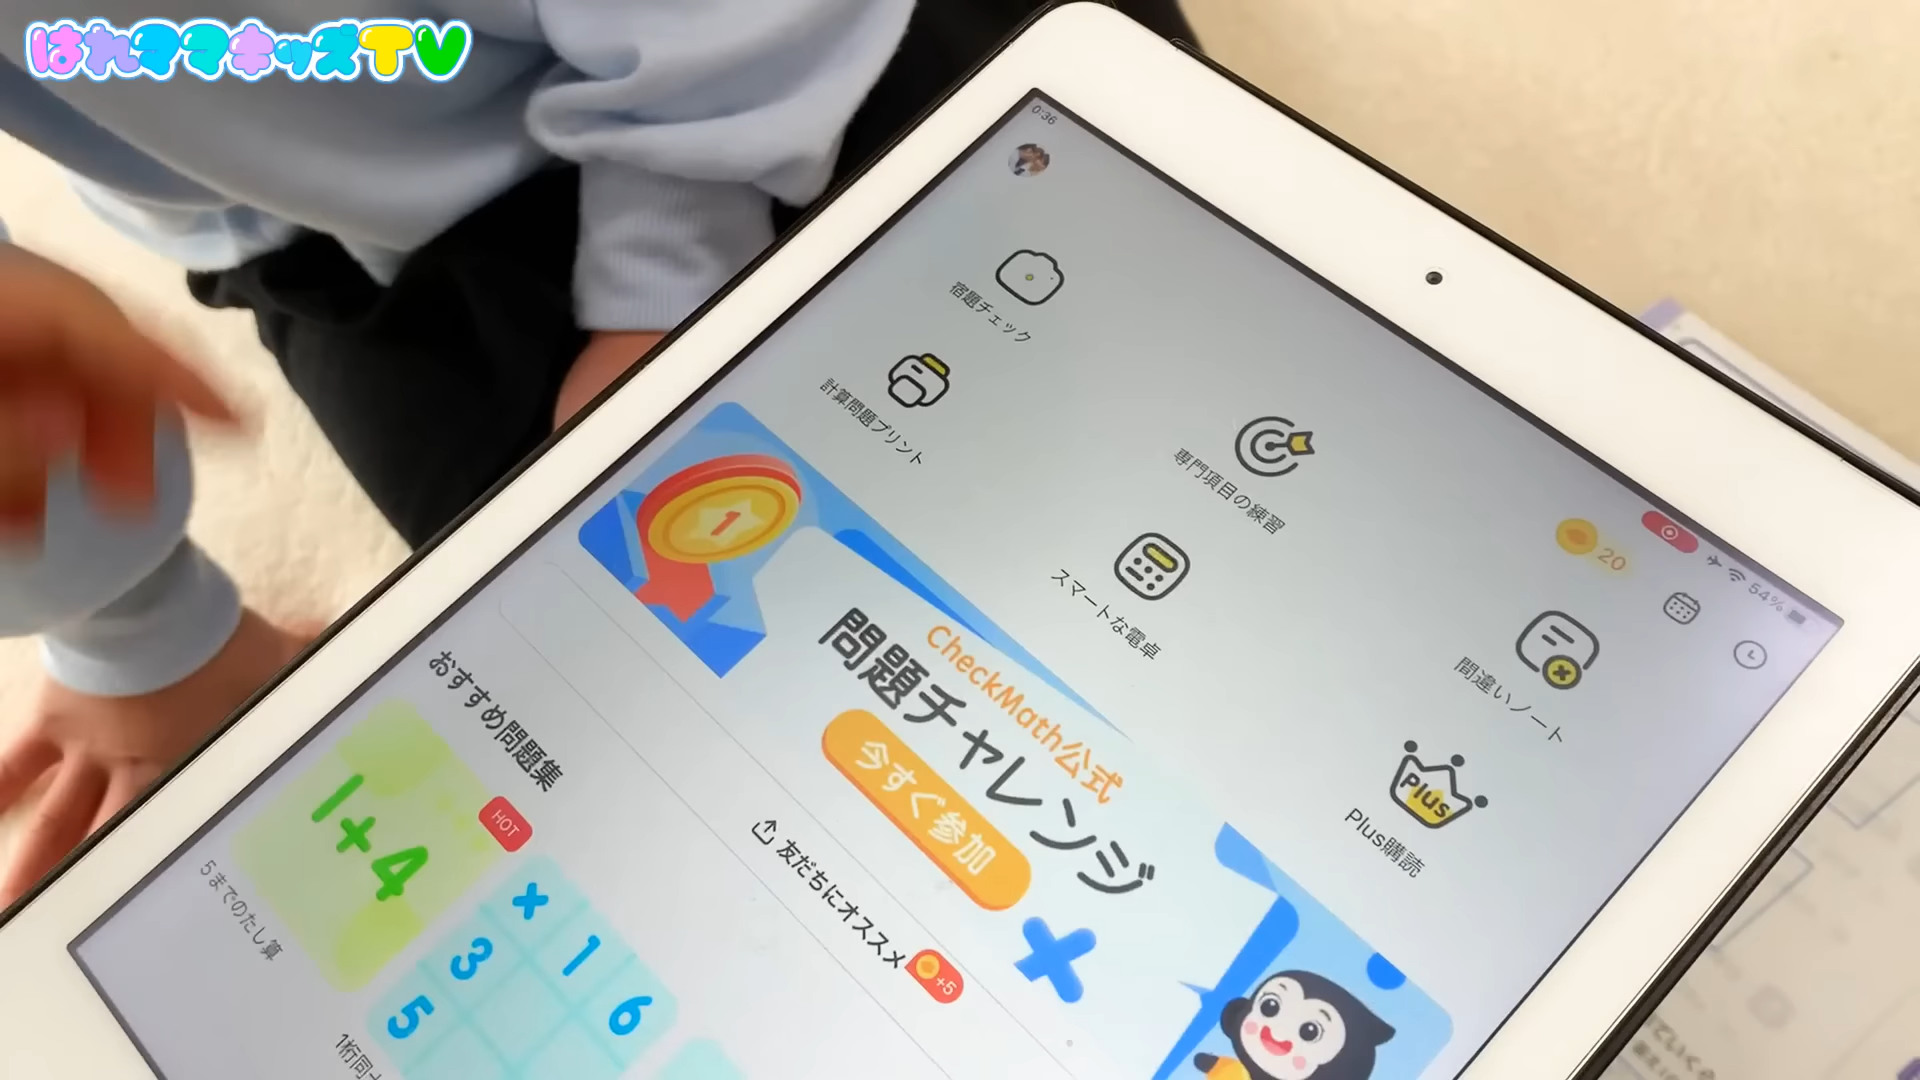 はれママキッズTV
0:36
54%
20
宿題チェック
専門項目の練習
間違いノート
計算問題プリント
スマートな電卓
Plus
Plus購読
1
CheckMath公式
問題チャレンジ
今すぐ参加
友だちにオススメ
+5
おすすめ問題集
HOT
1+4
5までのたし算
× 1 6
3
5